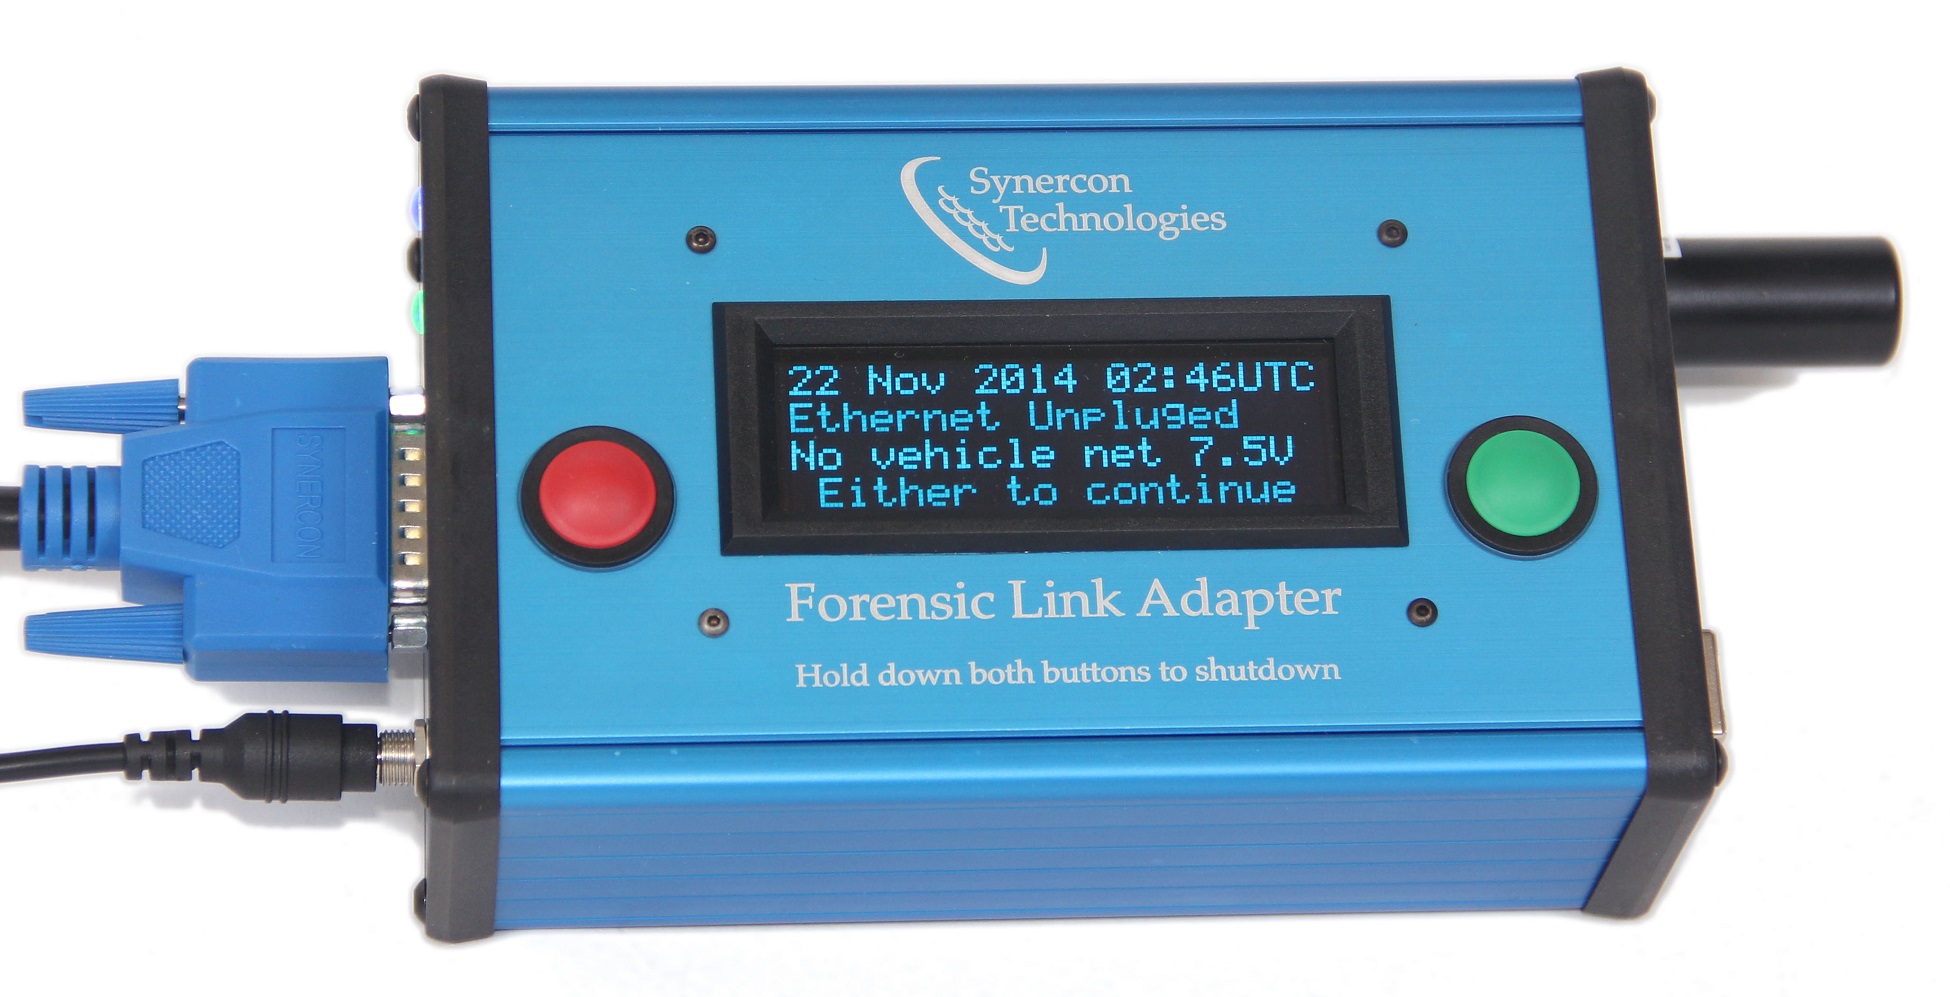 Synercon
Technologies
22 Nov 2014 02:46UTC
Ethernet Unpluged
No vehicle net 7.5V
Either to continue
Forensic Link Adapter
Hold down both buttons to shutdown
SYNERCON